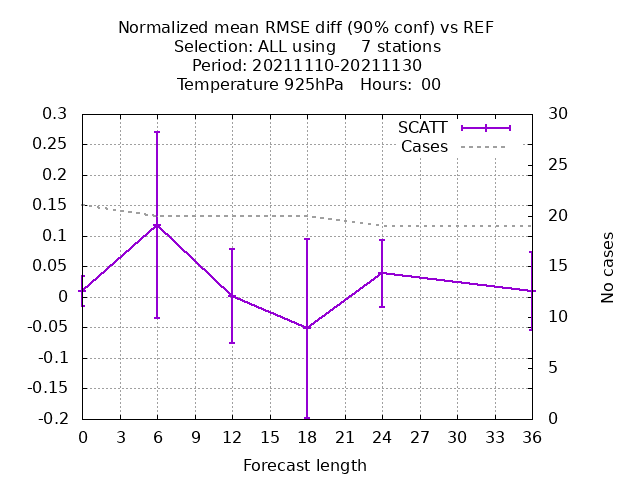 Normalized mean RMSE diff (90% conf) vs REF
Selection: ALL using     7 stations
Period: 20211110-20211130
Temperature 925hPa   Hours:  00
SCATT
Cases
0.3
0.25
0.2
0.15
0.1
0.05
0
-0.05
-0.1
-0.15
-0.2
30
25
20
15
10
5
0
No cases
0 3 6 9 12 15 18 21 24 27 30 33 36
Forecast length